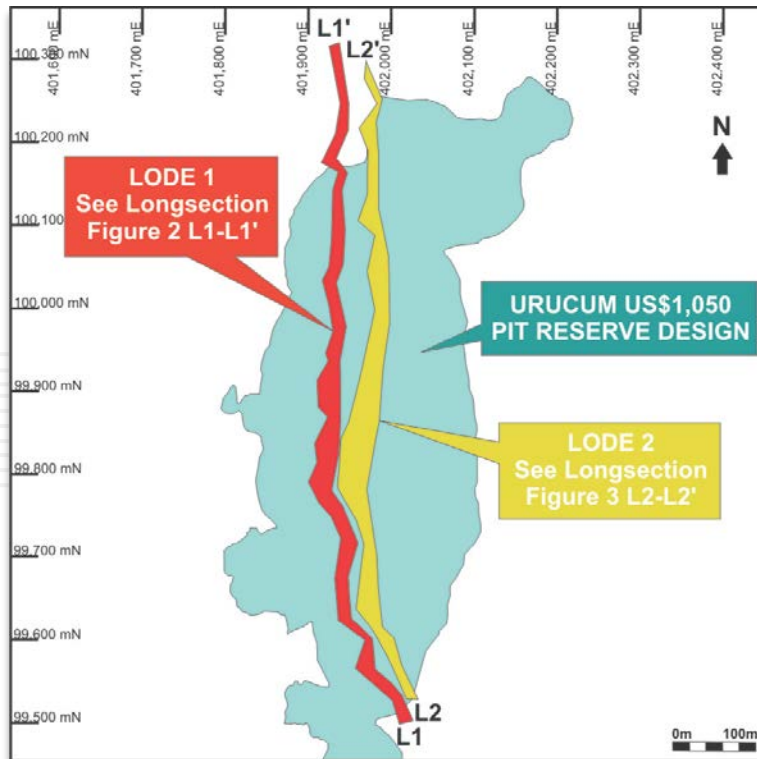 L1'
L2'
401,600 mE
401,700 mE
401,800 mE
401,900 mE
402,000 mE
402,100 mE
402,200 mE
402,300 mE
402,400 mE
100,300 mN
100,200 mN
100,100 mN
100,000 mN
99,900 mN
99,800 mN
99,700 mN
99,600 mN
99,500 mN
N
LODE 1
See Longsection
Figure 2 L1-L1'
URUCUM US$1,050
PIT RESERVE DESIGN
LODE 2
See Longsection
Figure 3 L2-L2'
L2
L1
0m 100m